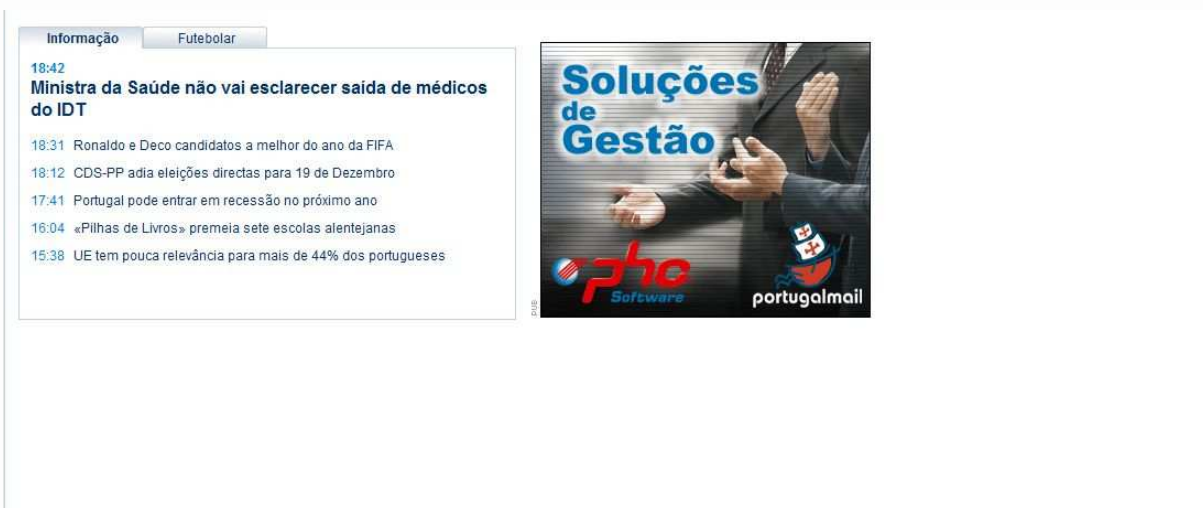 Informação
Futebolar
18:42
Ministra da Saúde não vai esclarecer saída de médicos
do IDT
18:31 Ronaldo e Deco candidatos a melhor do ano da FIFA
18:12 CDS-PP adia eleições directas para 19 de Dezembro
17:41 Portugal pode entrar em recessão no próximo ano
16:04 «Pilhas de Livros» premeia sete escolas alentejanas
15:38 UE tem pouca relevância para mais de 44% dos portugueses
Soluções
de
Gestão
phc
Software
portugalmail
PUB